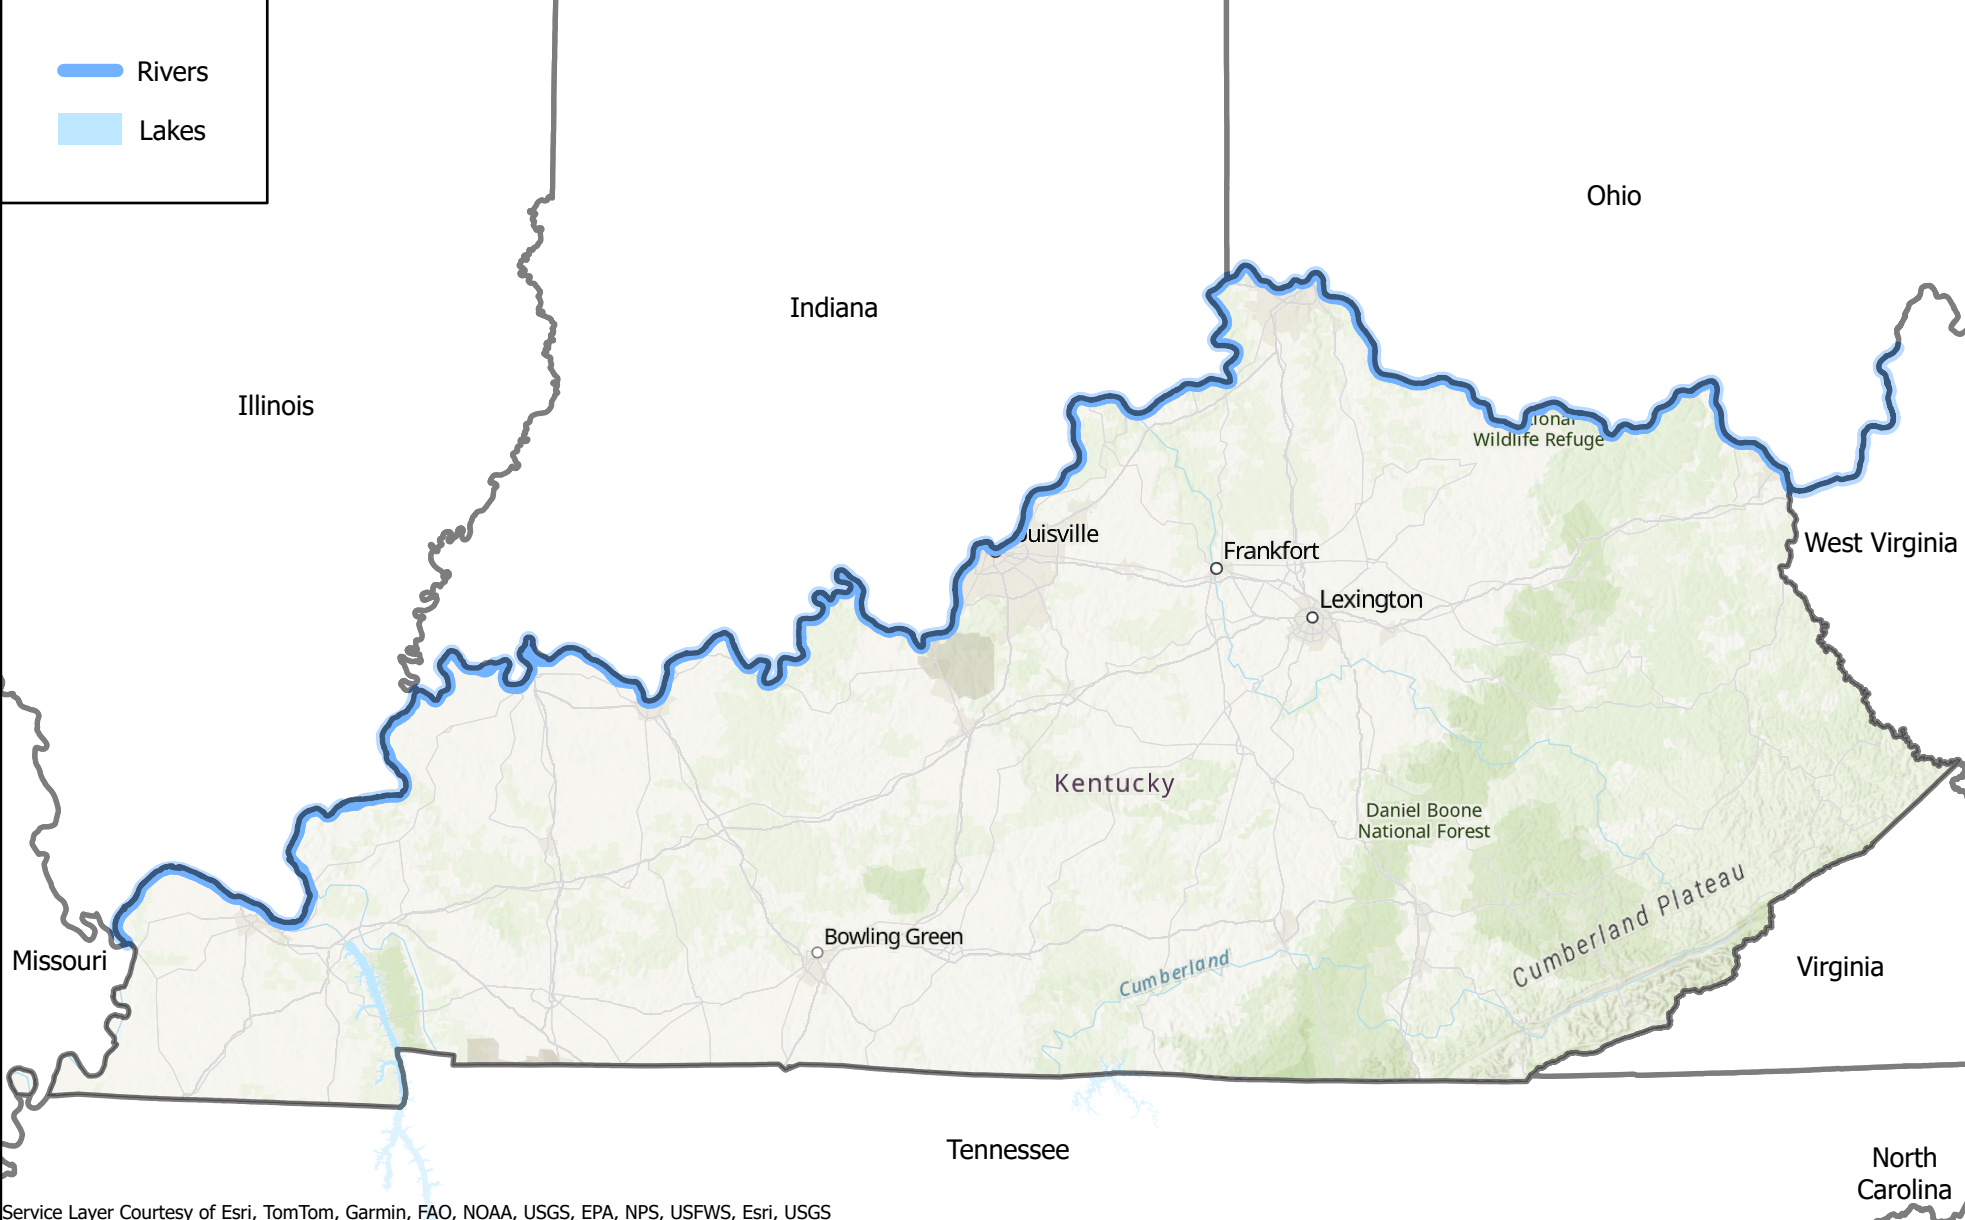 Rivers
Lakes
Ohio
Indiana
Illinois
Wildlife Refuge
West Virginia
Frankfort
Lexington
Kentucky
Daniel Boone
National Forest
Cumberland Plateau
Bowling Green
Cumberland
Missouri
Virginia
Tennessee
North
Carolina
Service Layer Courtesy of Esri, TomTom, Garmin, FAO, NOAA, USGS, EPA, NPS, USFWS, Esri, USGS